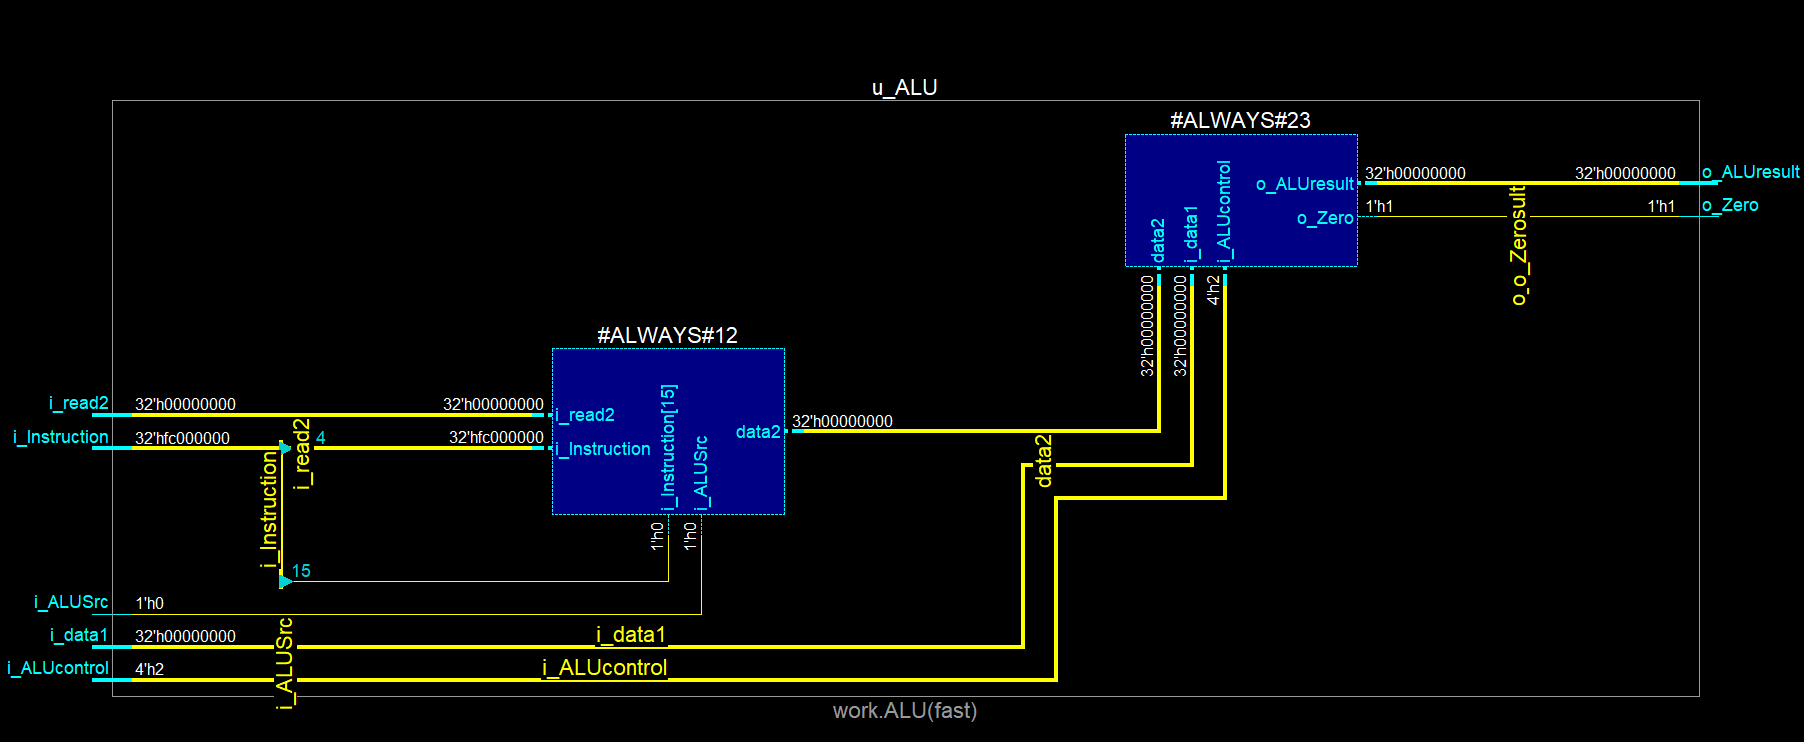 u_ALU
#ALWAYS#23
o_ALUresult
o_Zero
data2
i_data1
i_ALUcontrol
32'h00000000
32'h00000000
o_ALUresult
1'h1
1'h1
o_Zero
o_o_Zerosult
32'h00000000
32'h00000000
4'h2
#ALWAYS#12
i_read2
32'h00000000
32'h00000000
i_read2
i_Instruction
32'hfc000000
4
32'hfc000000
i_Instruction
i_Instruction[15]
i_ALUSrc
data2
32'h00000000
i_read2
i_Instruction
data2
1'h0
1'h0
15
i_ALUSrc
1'h0
i_data1
32'h00000000
i_data1
i_ALUcontrol
4'h2
i_ALUcontrol
i_ALUSrc
work.ALU(fast)